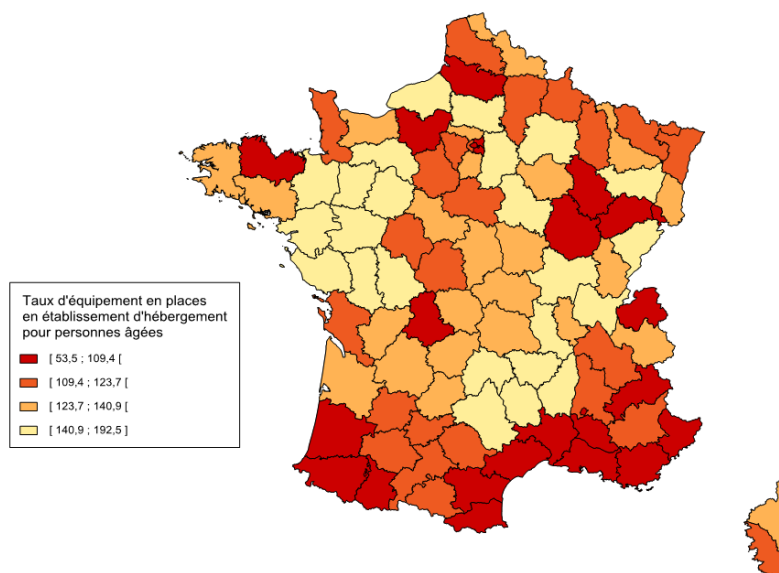 Taux d'équipement en places
en établissement d'hébergement
pour personnes âgées
[ 53,5 ; 109,4 [
[ 109,4 ; 123,7 [
[ 123,7 ; 140,9 [
[ 140,9 ; 192,5 ]